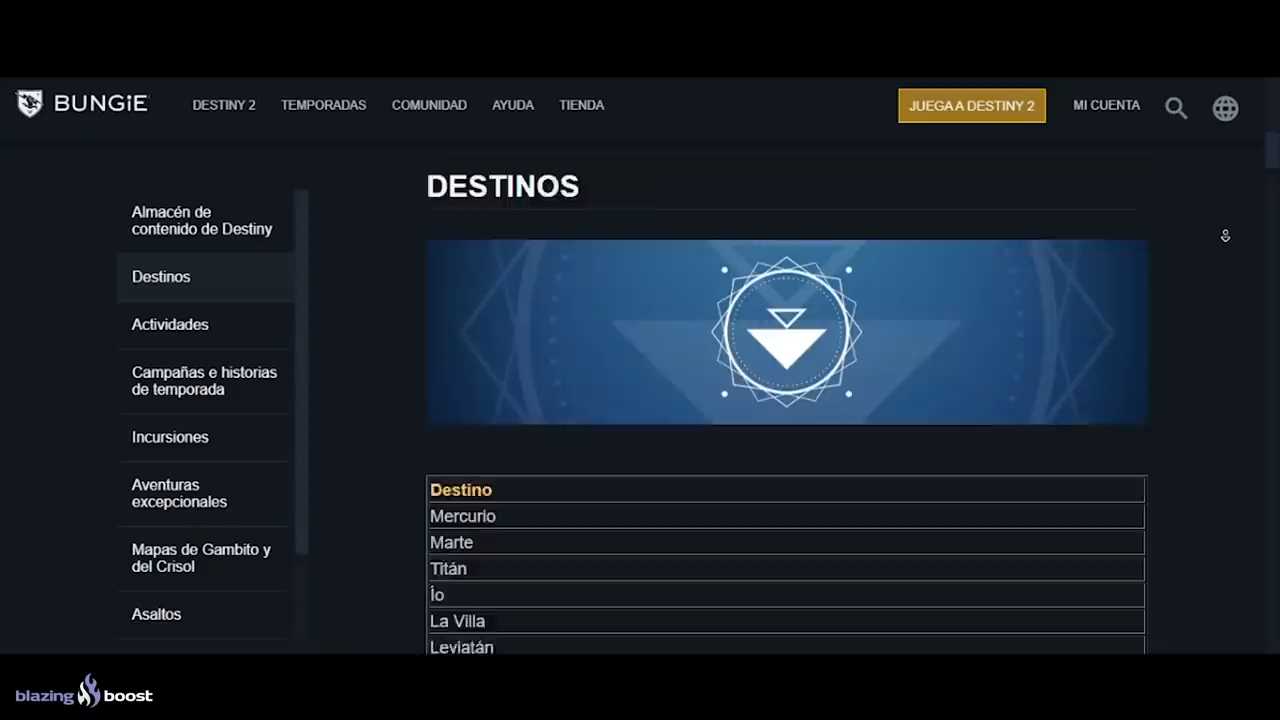 BUNGiE
DESTINY 2
TEMPORADAS
COMUNIDAD
AYUDA
TIENDA
JUEGA A DESTINY 2
MI CUENTA
DESTINOS
Almacén de
contenido de Destiny
Destinos
Actividades
Campañas e historias
de temporada
Incursiones
Aventuras
excepcionales
Mapas de Gambito y
del Crisol
Asaltos
Destino
Mercurio
Marte
Titán
Ío
La Villa
Leviatán
blazing boost